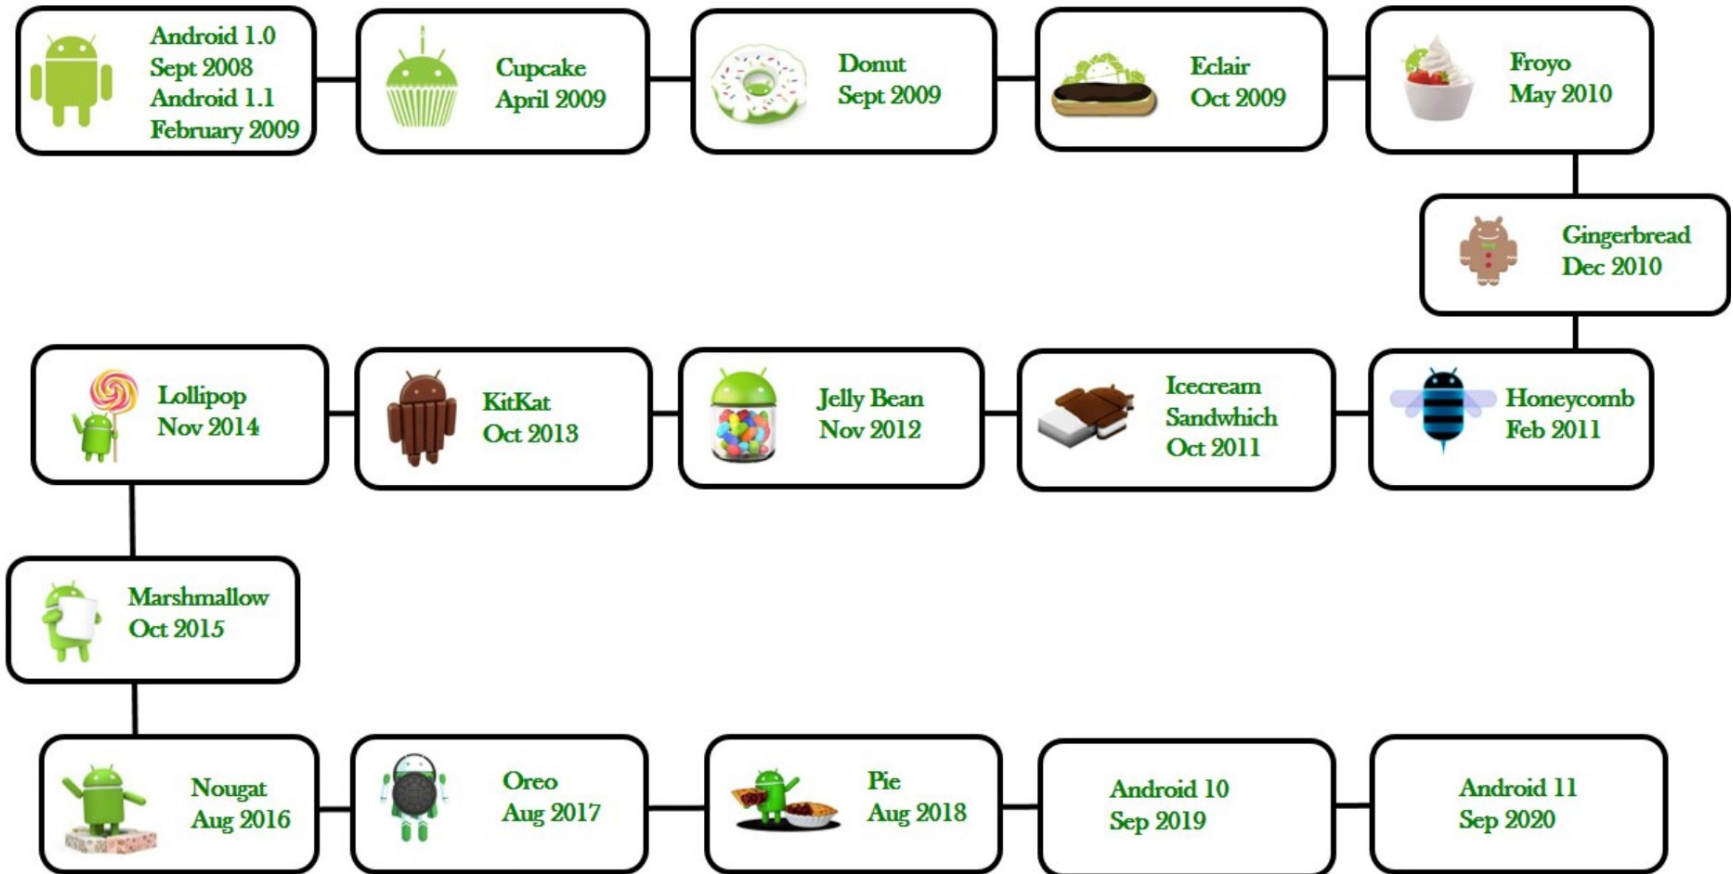 Android 1.0
Sept 2008
Android 1.1
February 2009
Cupcake
April 2009
Donut
Sept 2009
Eclair
Oct 2009
Froyo
May 2010
Gingerbread
Dec 2010
Honeycomb
Feb 2011
Icecream
Sandwhich
Oct 2011
Jelly Bean
Nov 2012
KitKat
Oct 2013
Lollipop
Nov 2014
Marshmallow
Oct 2015
Nougat
Aug 2016
Oreo
Aug 2017
Pie
Aug 2018
Android 10
Sep 2019
Android 11
Sep 2020